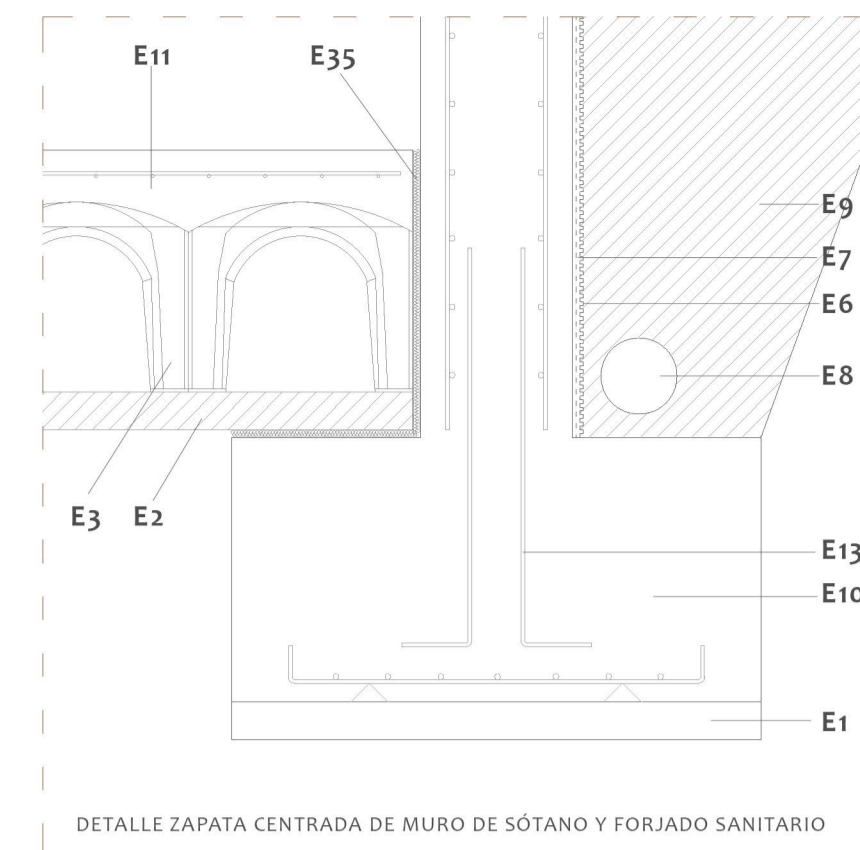 E11 E35
E9
E7
E6
E8
E3 E2
E13
E10
E1
DETALLE ZAPATA CENTRADA DE MURO DE SÓTANO Y FORJADO SANITARIO